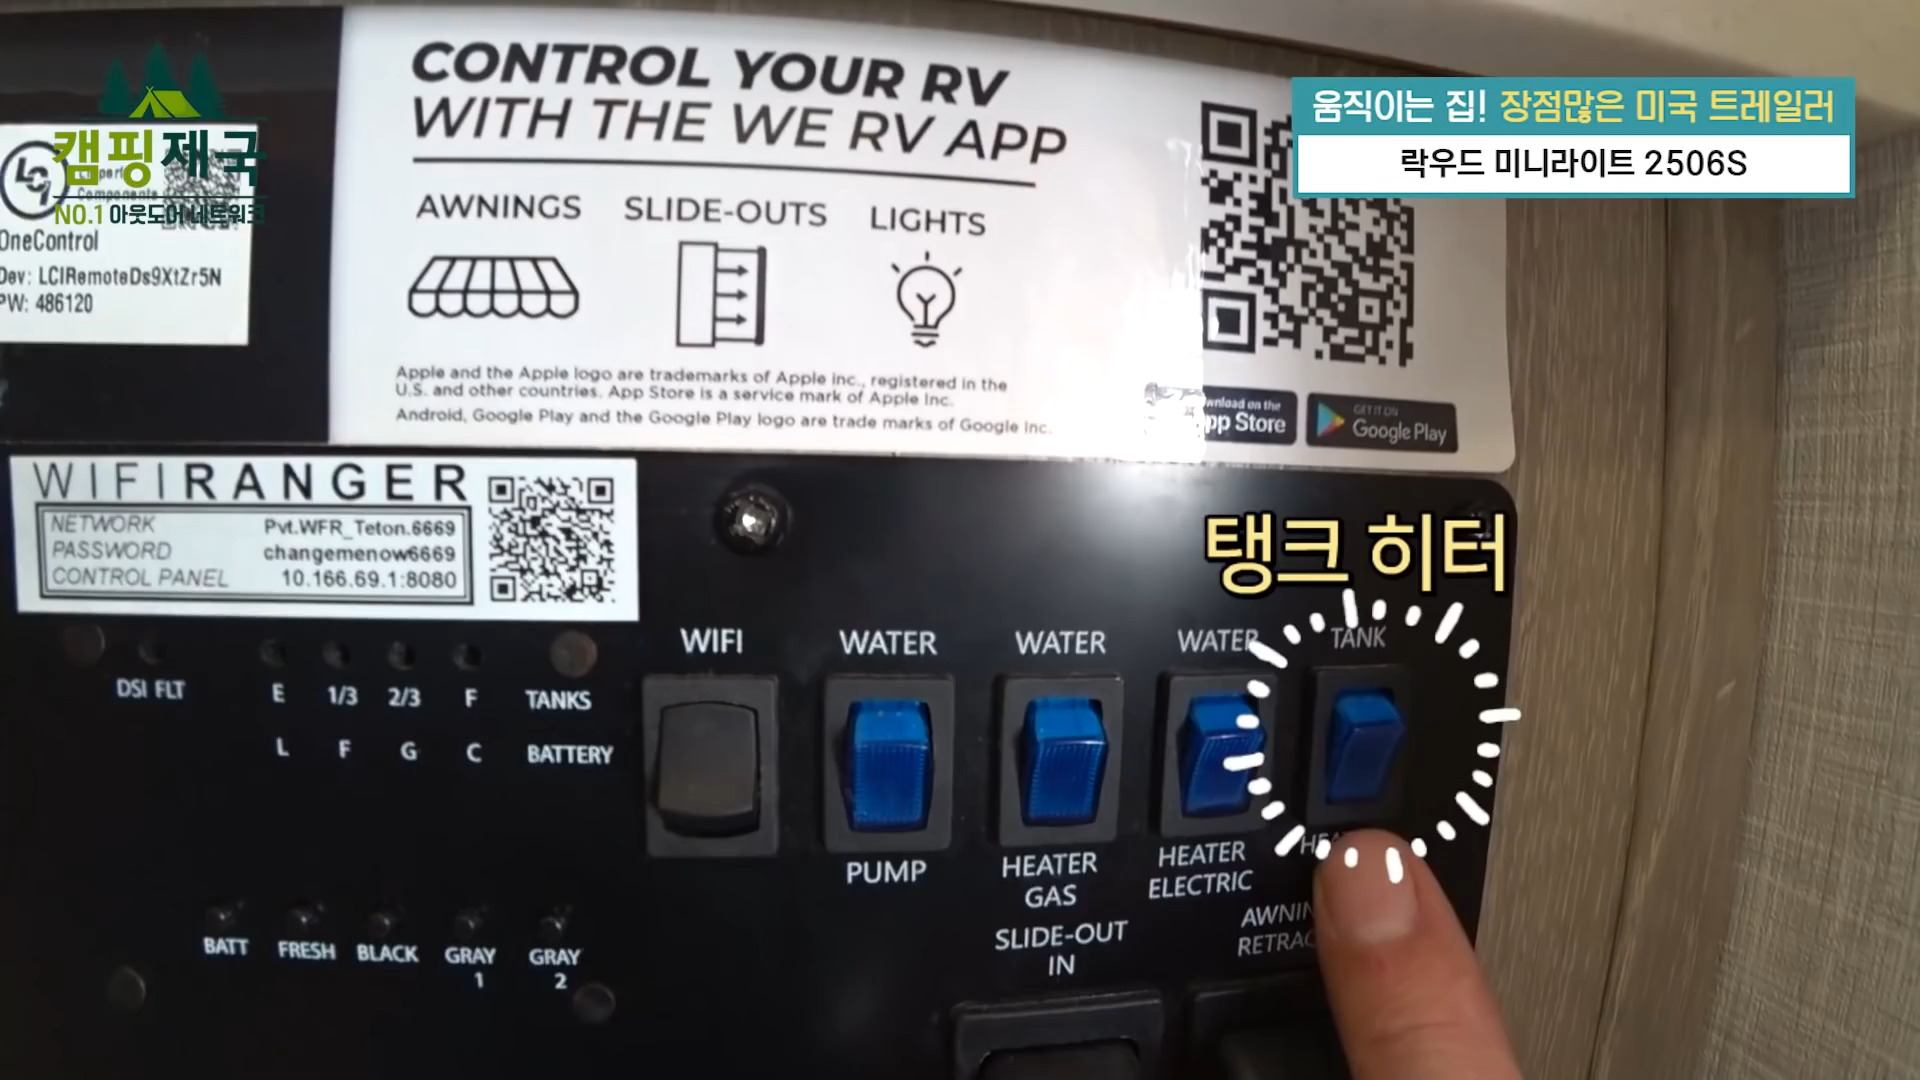 CONTROL YOUR RV
WITH THE WE RV APP
AWNINGS SLIDE-OUTS LIGHTS
Apple and the Apple logo are trademarks of Apple Inc., registered in the
U.S. and other countries. App Store is a service mark of Apple Inc.
Android, Google Play and the Google Play logo are trade marks of Google Inc.
App Store
GET IT ON
Google Play
움직이는 집! 장점많은 미국 트레일러
락우드 미니라이트 2506S
캠핑제국
NO.1 아웃도어 네트워크
OneControl
Dev: LCIRemoteDs9XtZr5N
PW: 486120
WIFIRANGER
NETWORK Pvt.WFR_Teton.6669
PASSWORD changemenow6669
CONTROL PANEL 10.166.69.1:8080
탱크 히터
DSI FLT
E 1/3 2/3 F TANKS
L F G C BATTERY
BATT FRESH BLACK GRAY 1 GRAY 2
WIFI
WATER
PUMP
WATER
HEATER
GAS
WATER
HEATER
ELECTRIC
TANK
SLIDE-OUT
IN